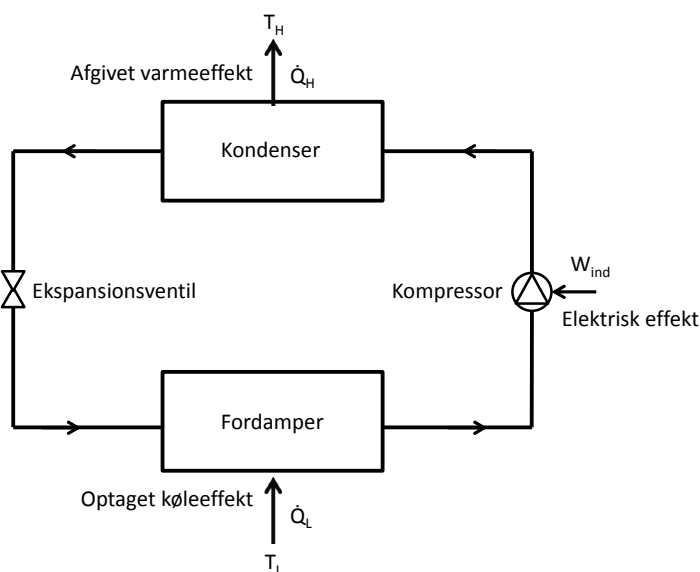 T_H
Afgivet varmeeffekt
Q̇_H
Kondenser
Ekspansionsventil
Kompressor
W_ind
Elektrisk effekt
Fordamper
Optaget køleeffekt
Q̇_L
T_L